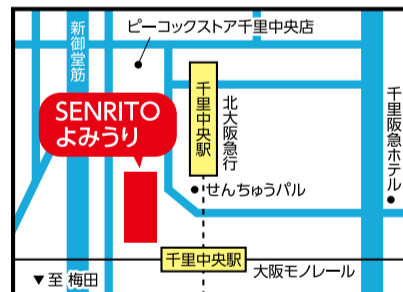 ピーコックストア千里中央店
新御堂筋
SENRITO
よみうり
千里中央駅
北大阪急行
千里阪急ホテル
せんちゅうパル
千里中央駅
大阪モノレール
▼至 梅田